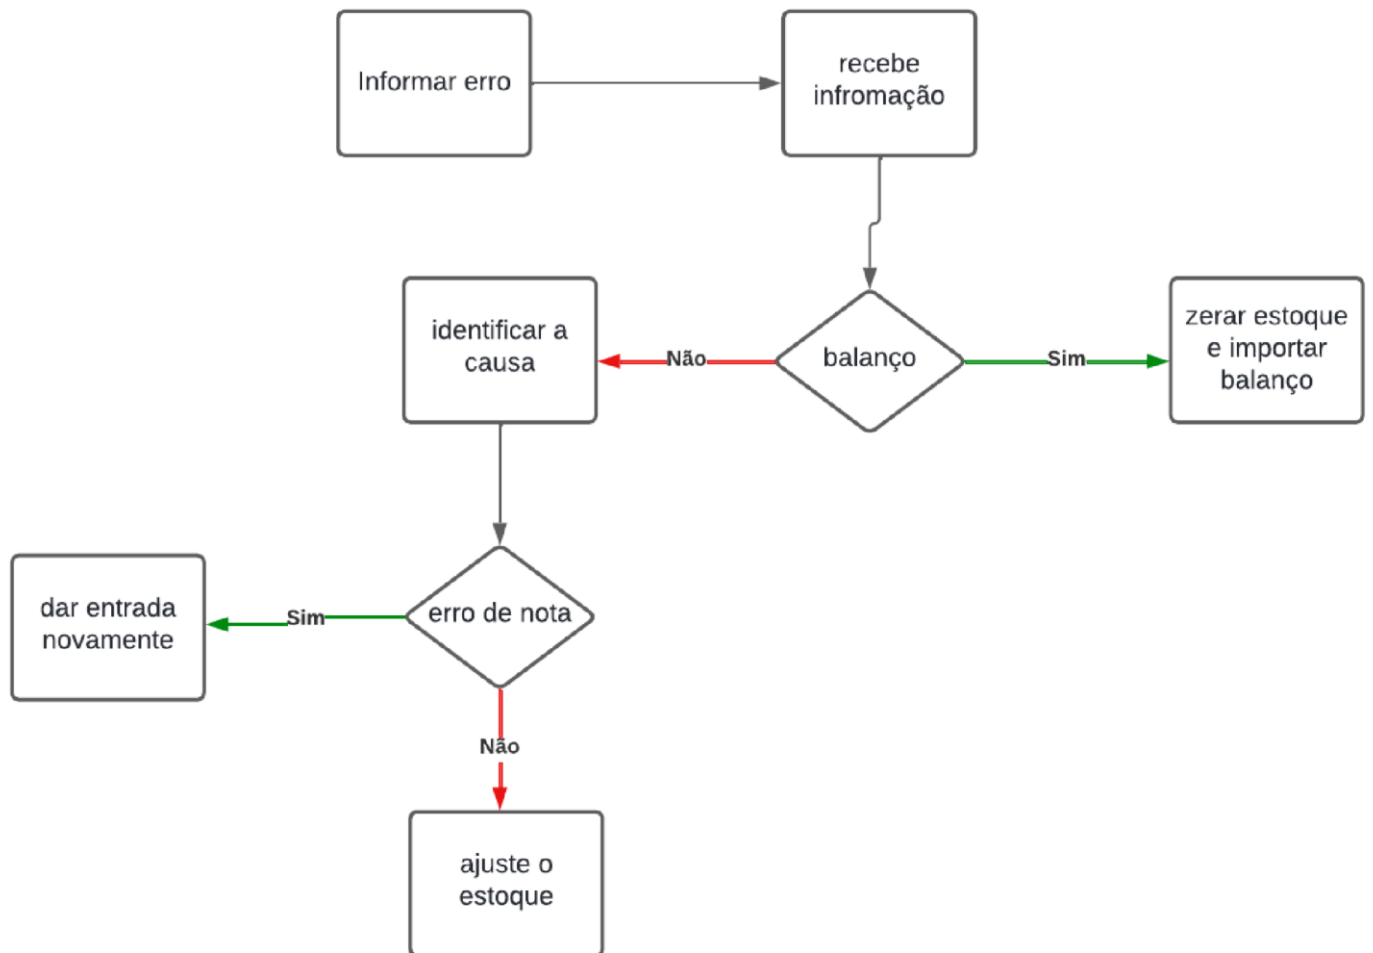 Informar erro
recebe
infromação
identificar a
causa
Não
balanço
Sim
zerar estoque
e importar
balanço
dar entrada
novamente
Sim
erro de nota
Não
ajuste o
estoque